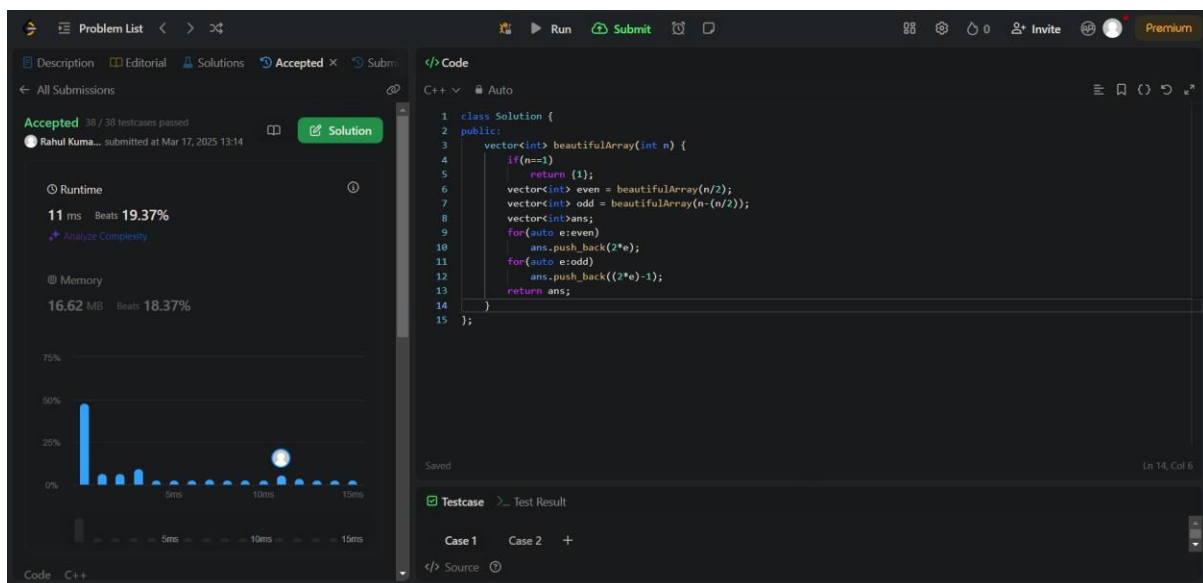 Problem List
Run
Submit
0
Invite
Premium
Description
Editorial
Solutions
Accepted
Subm
All Submissions
Accepted 38 / 38 testcases passed
Rahul Kuma... submitted at Mar 17, 2025 13:14
Solution
Runtime
11 ms Beats 19.37%
Analyze Complexity
Memory
16.62 MB Beats 18.37%
75%
50%
25%
0%
5ms 10ms 15ms
5ms 10ms 15ms
Code C++
</> Code
C++ Auto
1 class Solution {
2 public:
3 vector<int> beautifulArray(int n) {
4 if(n==1)
5 return {1};
6 vector<int> even = beautifulArray(n/2);
7 vector<int> odd = beautifulArray(n-(n/2));
8 vector<int>ans;
9 for(auto e:even)
10 ans.push_back(2*e);
11 for(auto e:odd)
12 ans.push_back((2*e)-1);
13 return ans;
14 }
15 };
Saved
Ln 14, Col 6
Testcase >_ Test Result
Case 1 Case 2 +
</> Source